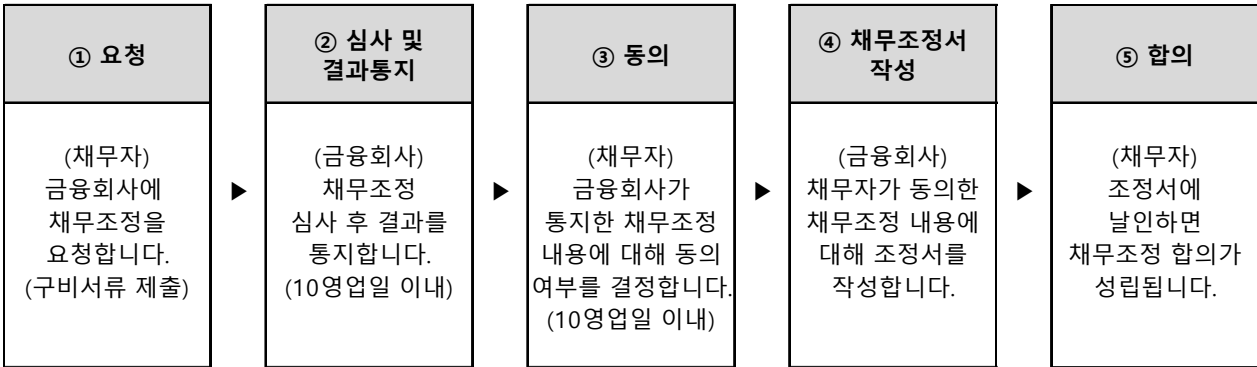 ① 요청
② 심사 및
결과통지
③ 동의
④ 채무조정서
작성
⑤ 합의
(채무자)
금융회사에
채무조정을
요청합니다.
(구비서류 제출)
▶
(금융회사)
채무조정
심사 후 결과를
통지합니다.
(10영업일 이내)
▶
(채무자)
금융회사가
통지한 채무조정
내용에 대해 동의
여부를 결정합니다.
(10영업일 이내)
▶
(금융회사)
채무자가 동의한
채무조정 내용에
대해 조정서를
작성합니다.
▶
(채무자)
조정서에
날인하면
채무조정 합의가
성립됩니다.